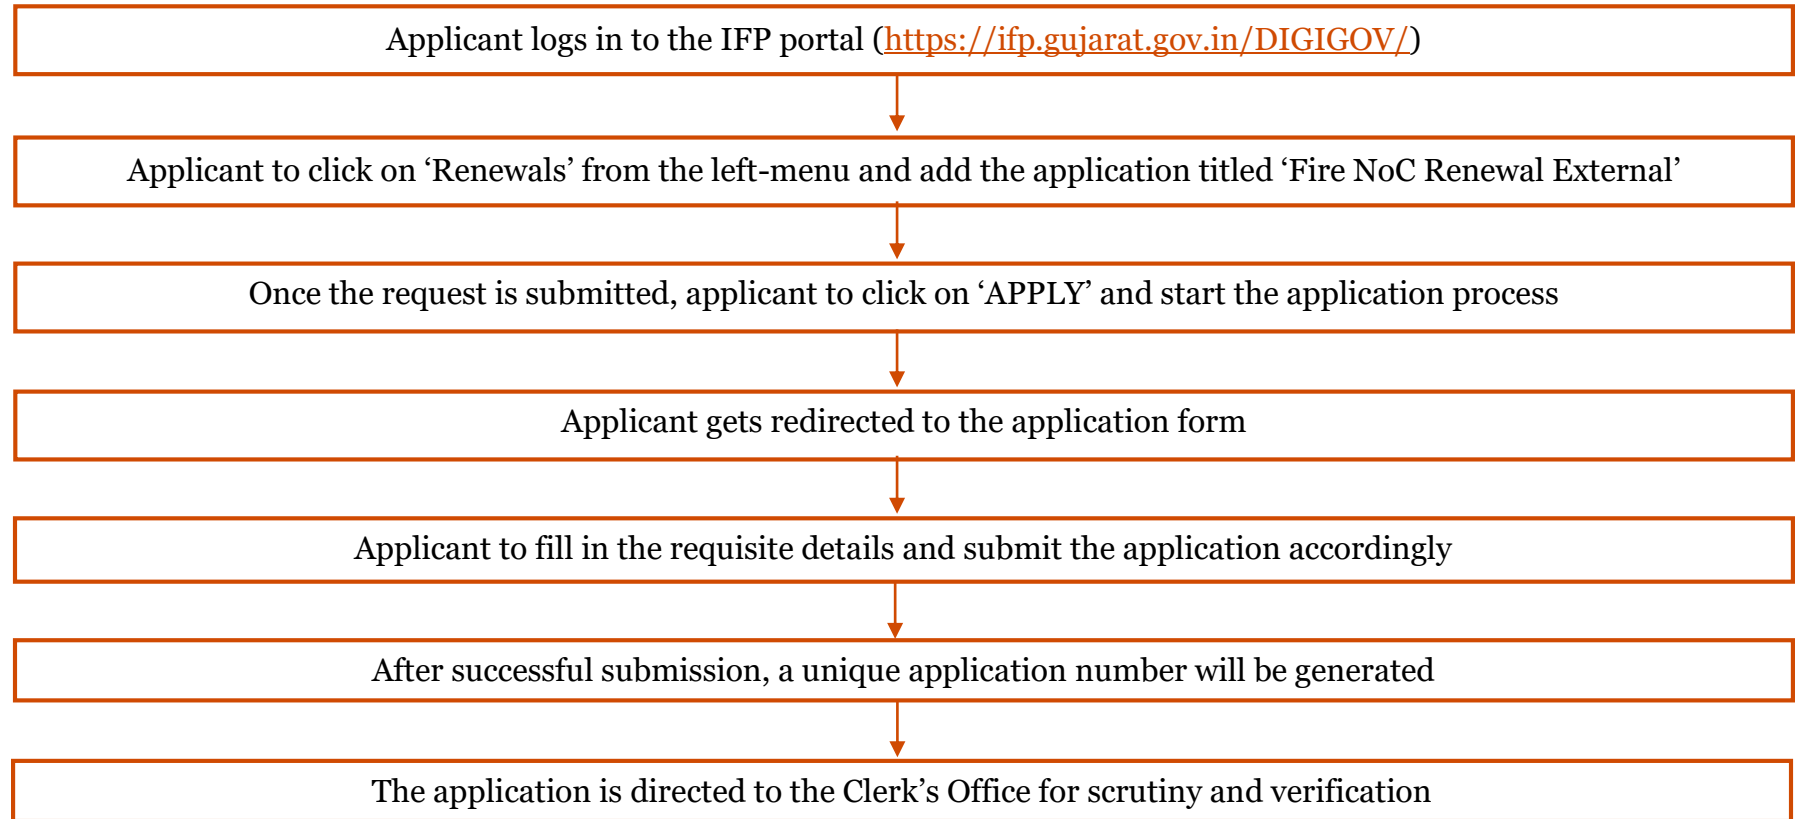 Applicant logs in to the IFP portal (https://ifp.gujarat.gov.in/DIGIGOV/)
Applicant to click on ‘Renewals’ from the left-menu and add the application titled ‘Fire NoC Renewal External’
Once the request is submitted, applicant to click on ‘APPLY’ and start the application process
Applicant gets redirected to the application form
Applicant to fill in the requisite details and submit the application accordingly
After successful submission, a unique application number will be generated
The application is directed to the Clerk’s Office for scrutiny and verification